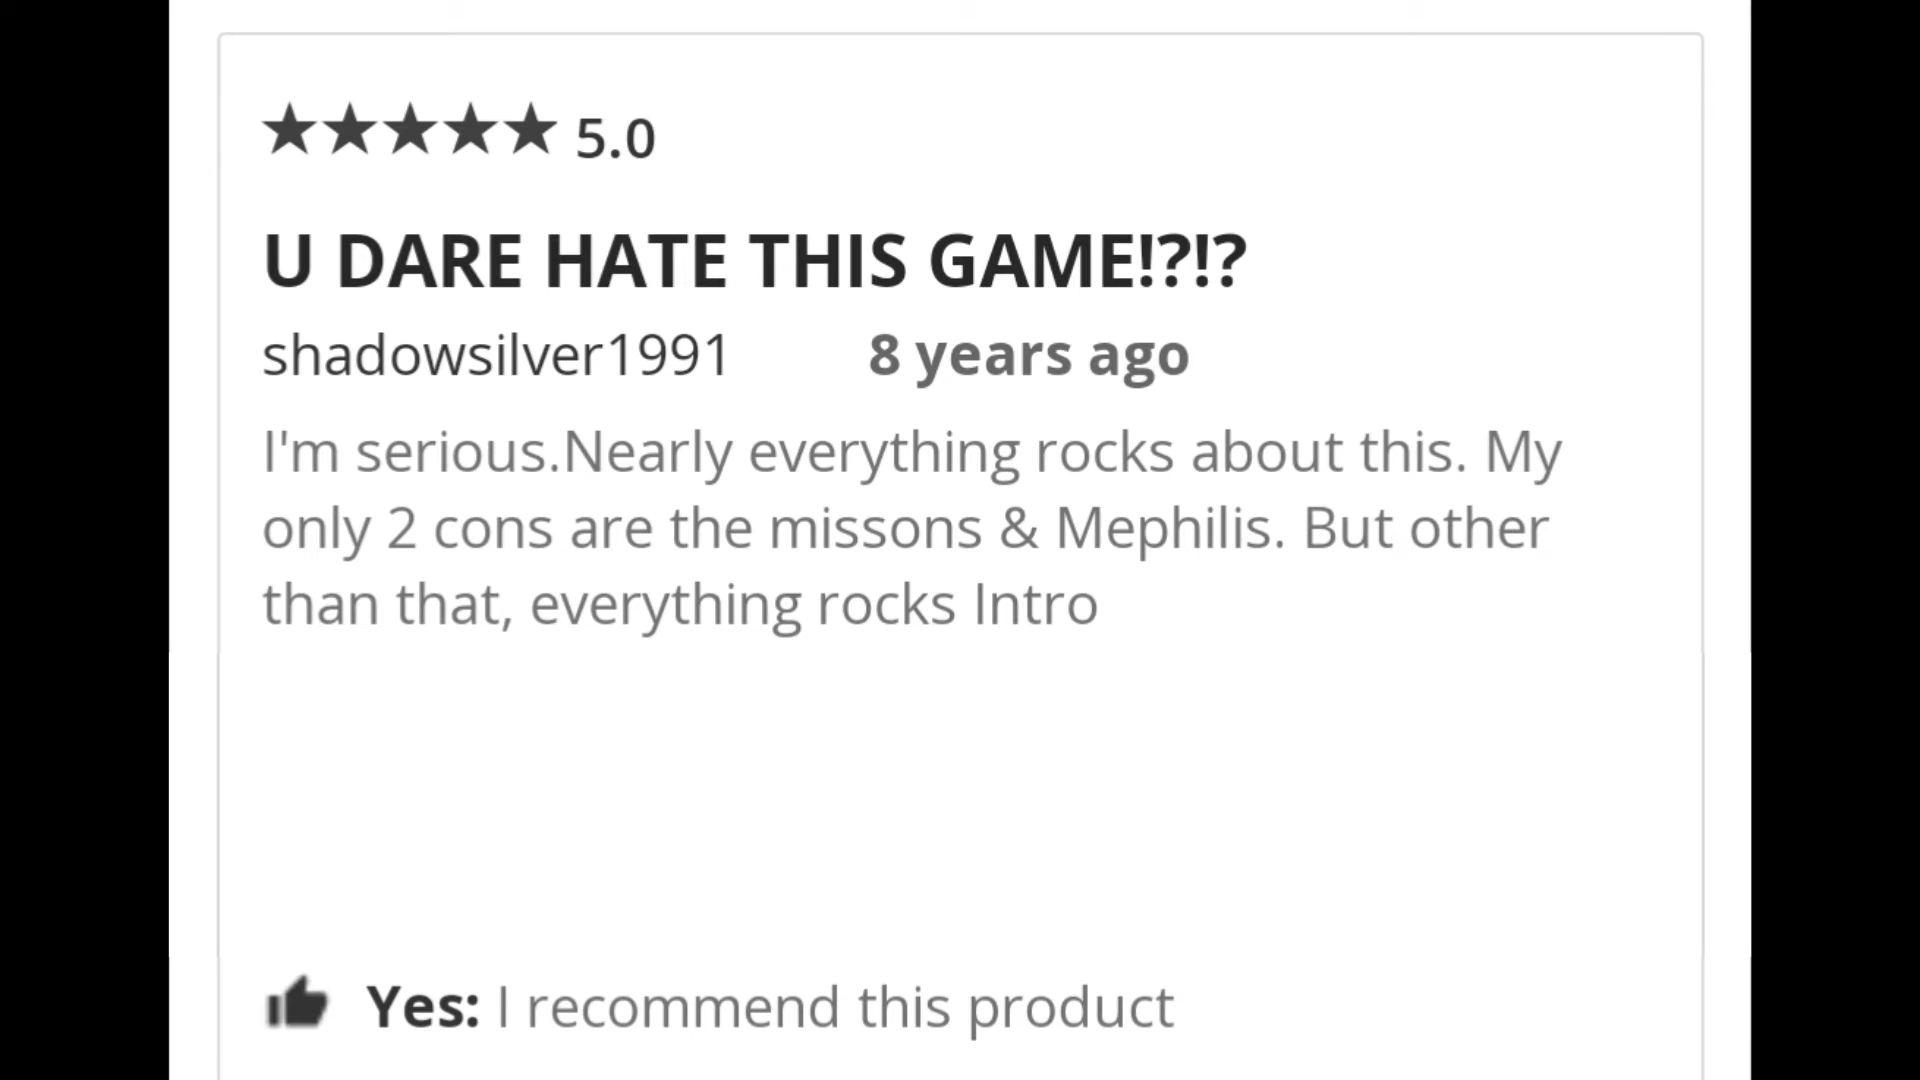 ★★★★★ 5.0
U DARE HATE THIS GAME!?!?
shadowsilver1991 8 years ago
I'm serious.Nearly everything rocks about this. My
only 2 cons are the missons & Mephilis. But other
than that, everything rocks Intro
Yes: I recommend this product